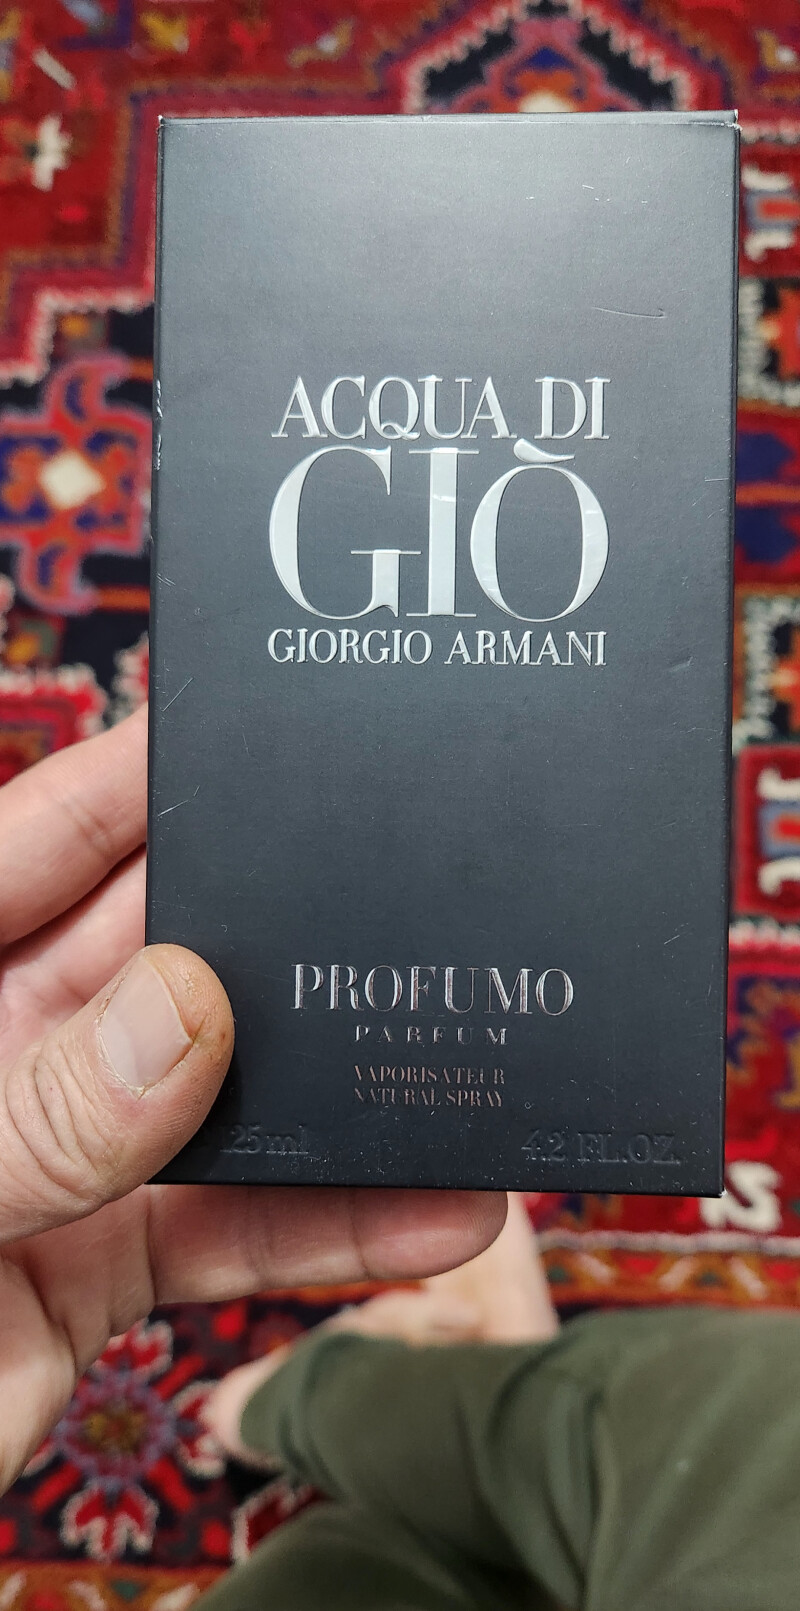 ACQUA DI
GIÒ
GIORGIO ARMANI
PROFUMO
PARFUM
VAPORISATEUR
NATURAL SPRAY
125 ml 4.2 FL.OZ.